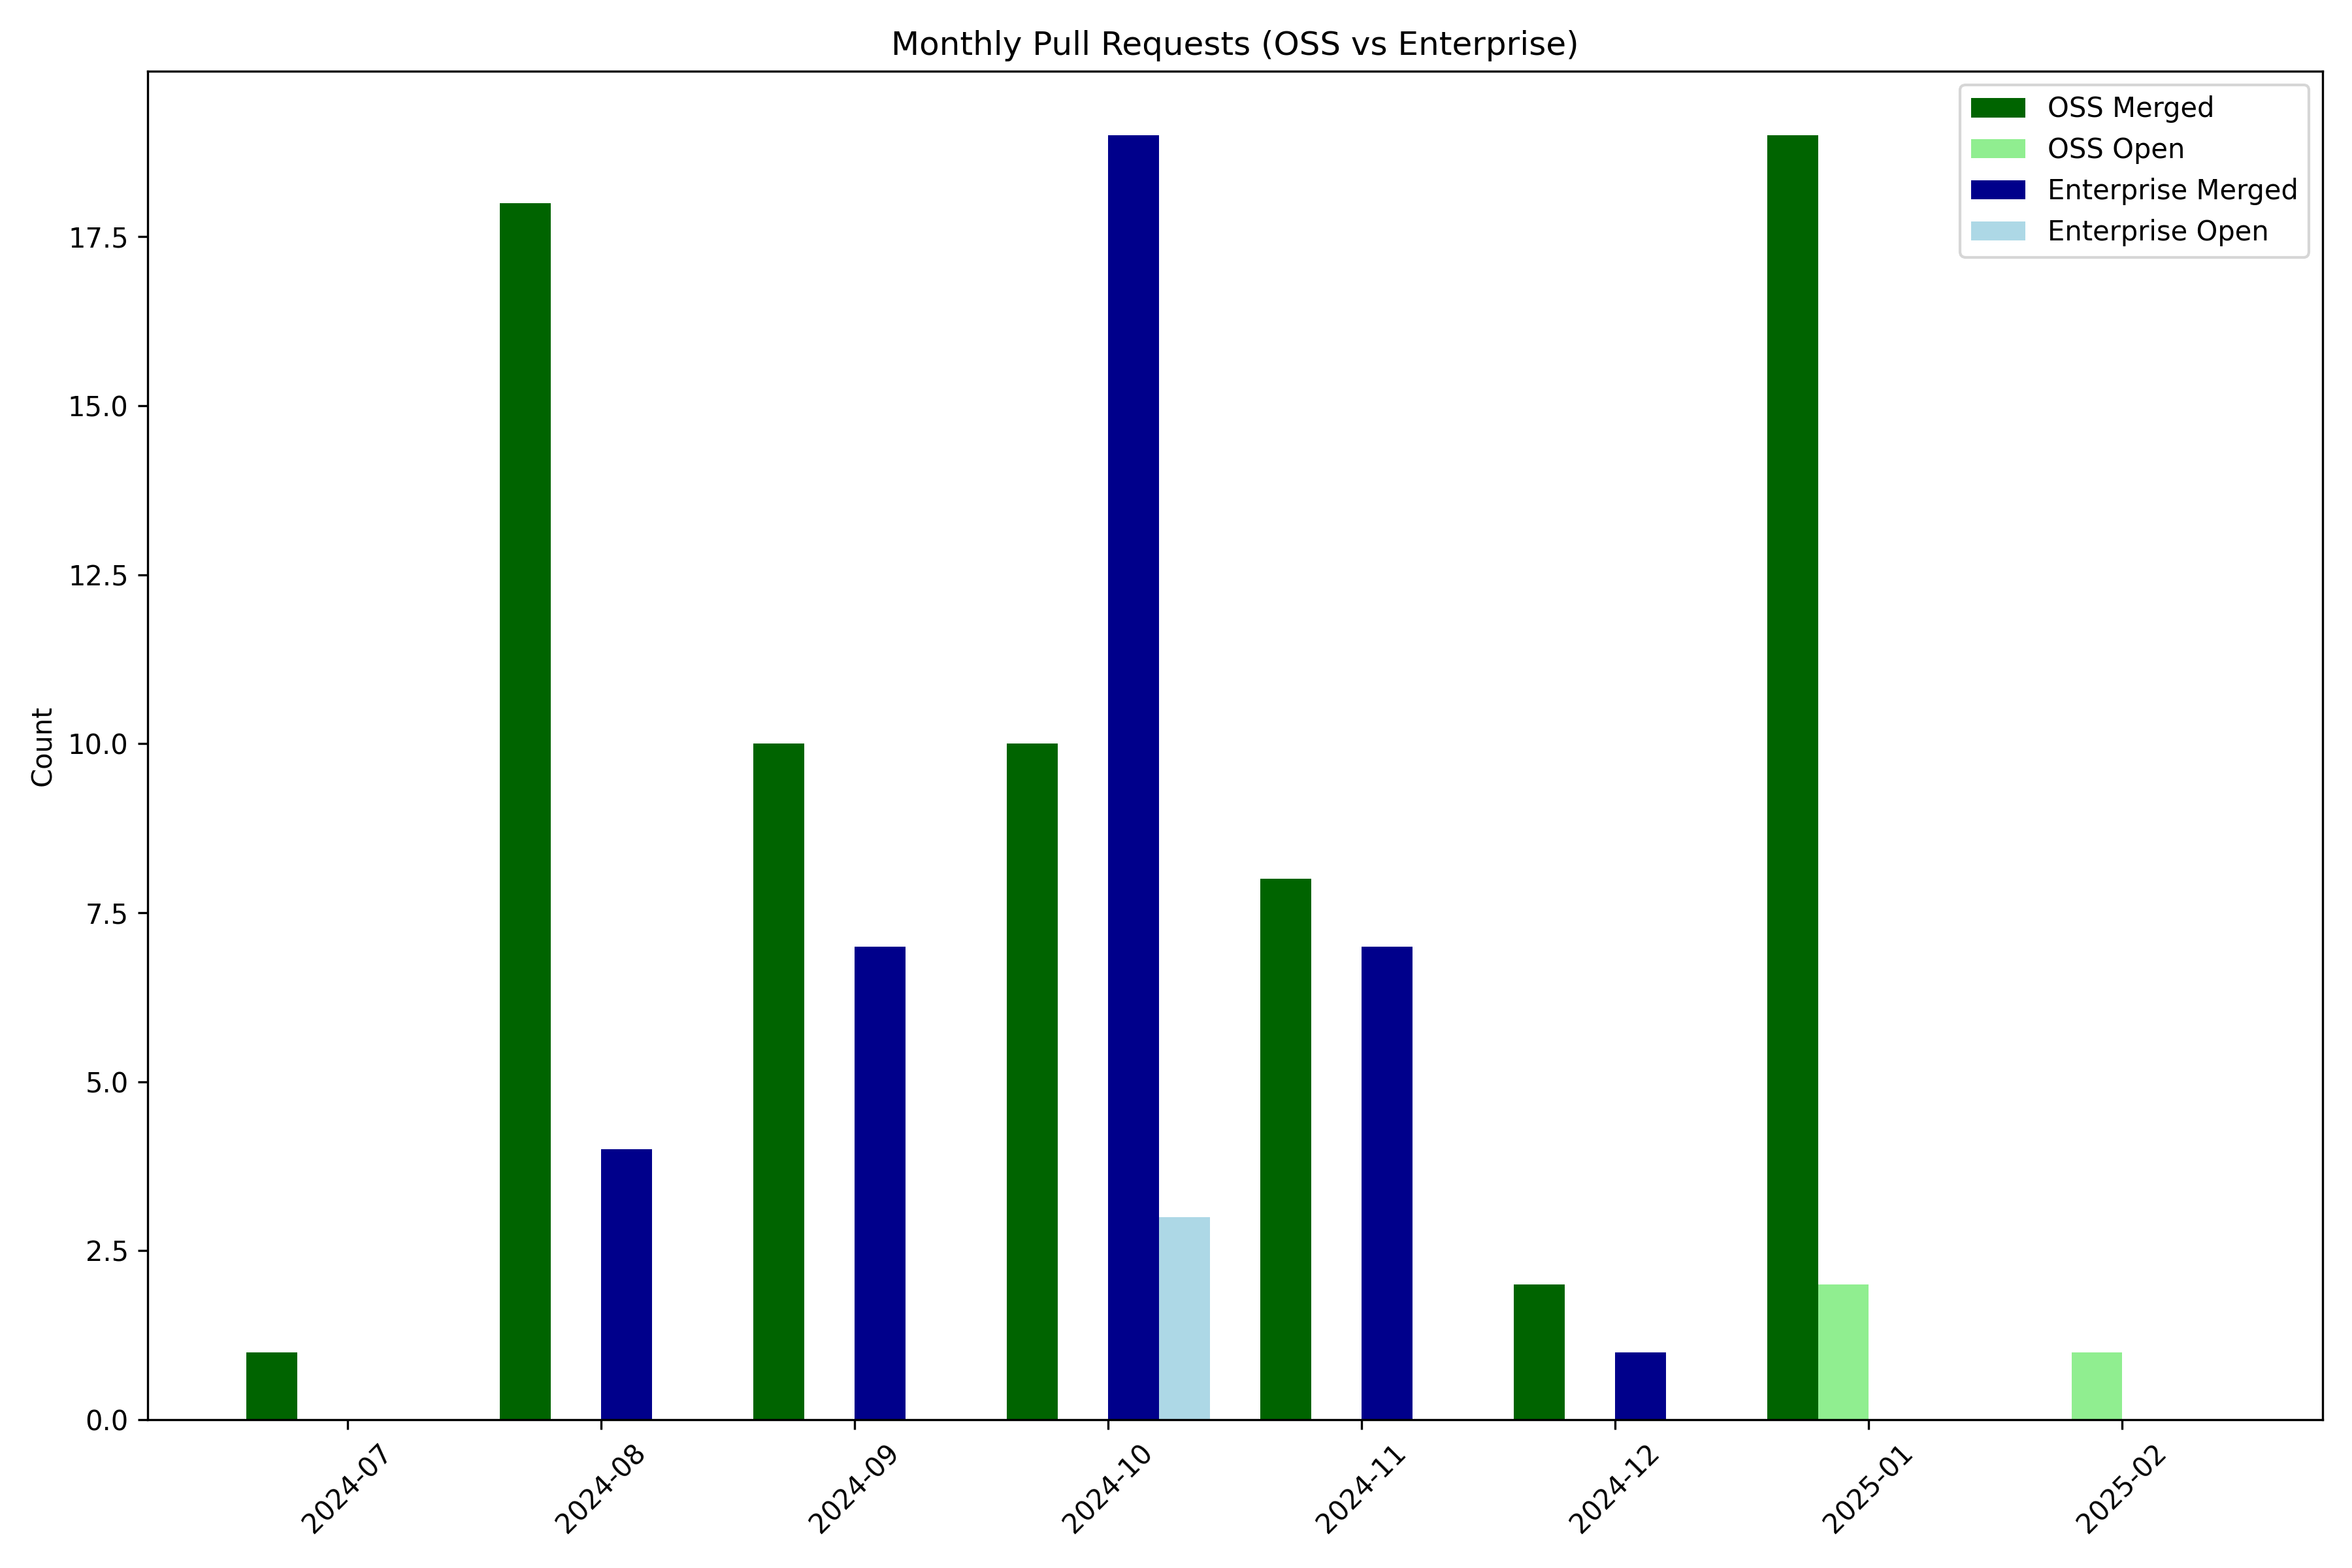 Monthly Pull Requests (OSS vs Enterprise)
OSS Merged
OSS Open
Enterprise Merged
Enterprise Open
Count
17.5
15.0
12.5
10.0
7.5
5.0
2.5
0.0
2024-07
2024-08
2024-09
2024-10
2024-11
2024-12
2025-01
2025-02